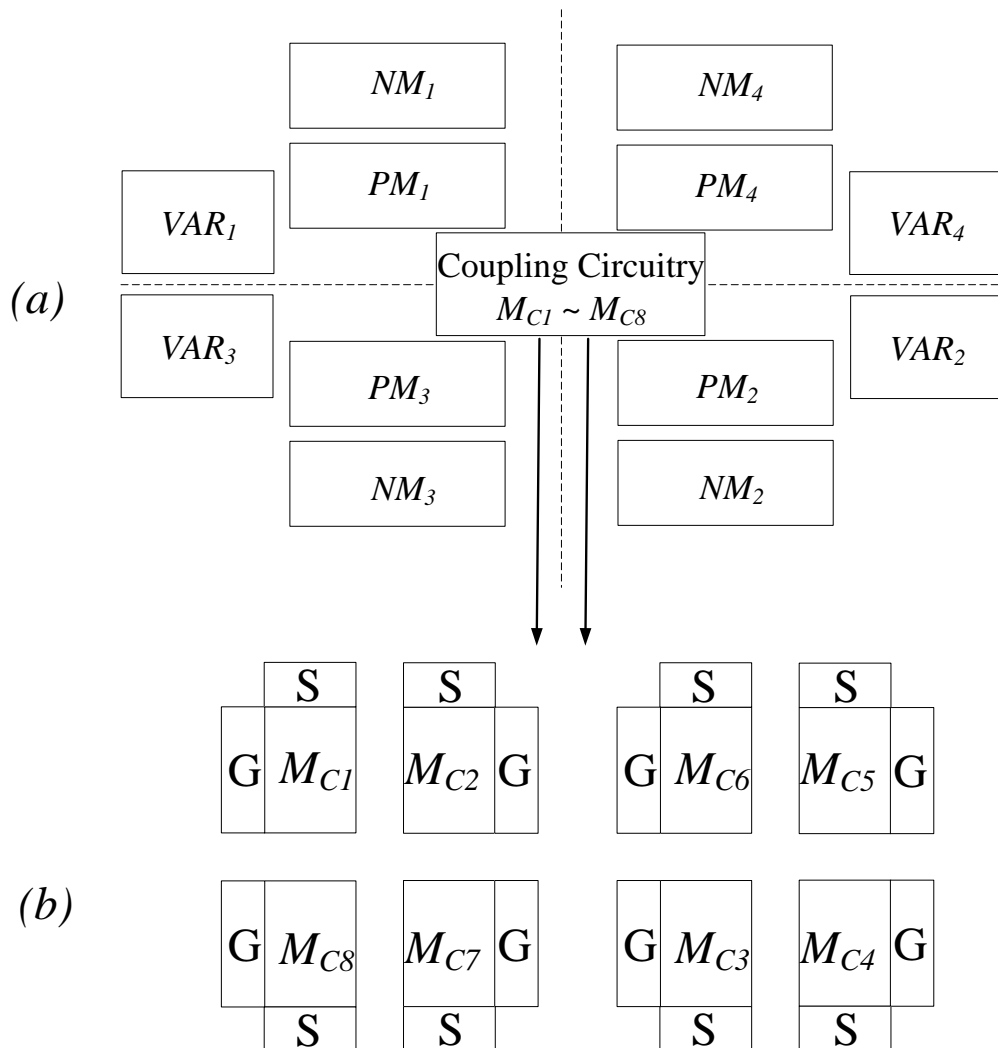 NM1 NM4
PM1 PM4
VAR1 VAR4
Coupling Circuitry
MC1 ~ MC8
(a)
VAR3 VAR2
PM3 PM2
NM3 NM2
S S S S
G MC1 MC2 G G MC6 MC5 G
(b)
G MC8 MC7 G G MC3 MC4 G
S S S S